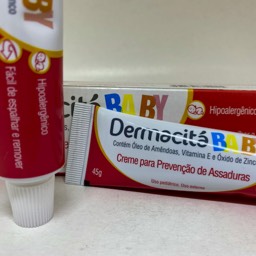 BABY
Hipoalergênico
Fácil de espalhar e remover
BABY
Hipoalergênico
Dermacité BABY
Contém Óleo de Amêndoas, Vitamina E e Óxido de Zinco
Creme para Prevenção de Assaduras
45g